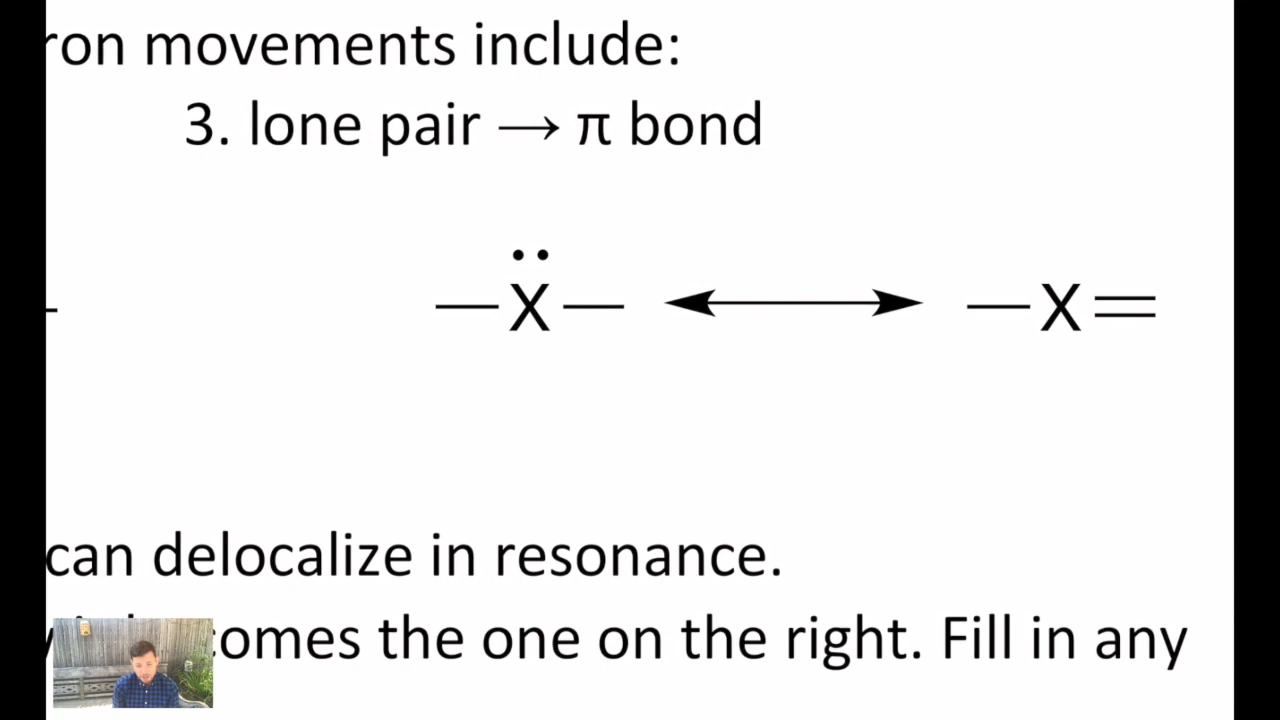 ron movements include:
3. lone pair → π bond
X X
can delocalize in resonance.
comes the one on the right. Fill in any